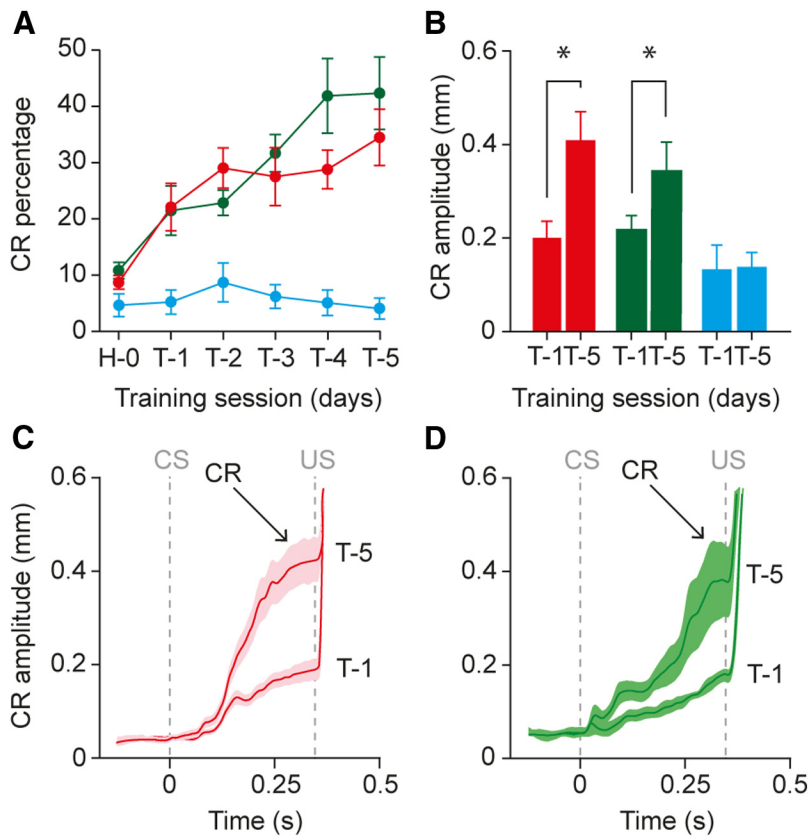 A
50
40
30
20
10
0
CR percentage
H-0 T-1 T-2 T-3 T-4 T-5
Training session (days)
B
0.6
0.4
0.2
0
CR amplitude (mm)
* *
T-1T-5 T-1T-5 T-1T-5
Training session (days)
C
CS US
CR
0.6
0.4
0.2
0
CR amplitude (mm)
T-5
T-1
0 0.25 0.5
Time (s)
D
CS US
CR
0.6
0.4
0.2
0
T-5
T-1
0 0.25 0.5
Time (s)